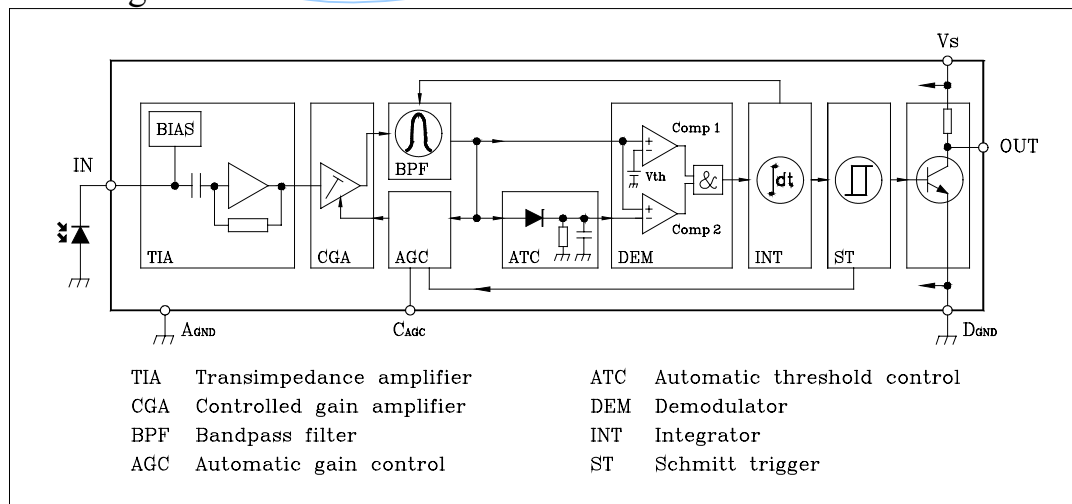 Vs
BIAS
Comp 1
IN
OUT
BPF
Vth
&
∫dt
Comp 2
TIA
CGA
AGC
ATC
DEM
INT
ST
AGND
CAGC
DGND
TIA Transimpedance amplifier
CGA Controlled gain amplifier
BPF Bandpass filter
AGC Automatic gain control
ATC Automatic threshold control
DEM Demodulator
INT Integrator
ST Schmitt trigger